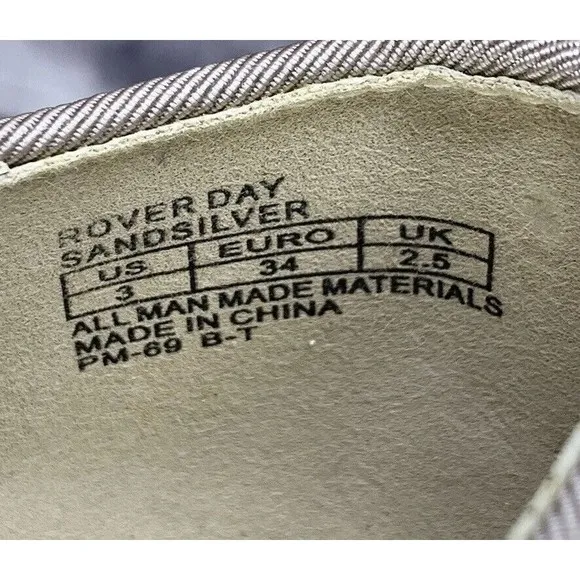 ROVER DAY
SANDSILVER
US EURO UK
3 34 2.5
ALL MAN MADE MATERIALS
MADE IN CHINA
PM-69 B-T